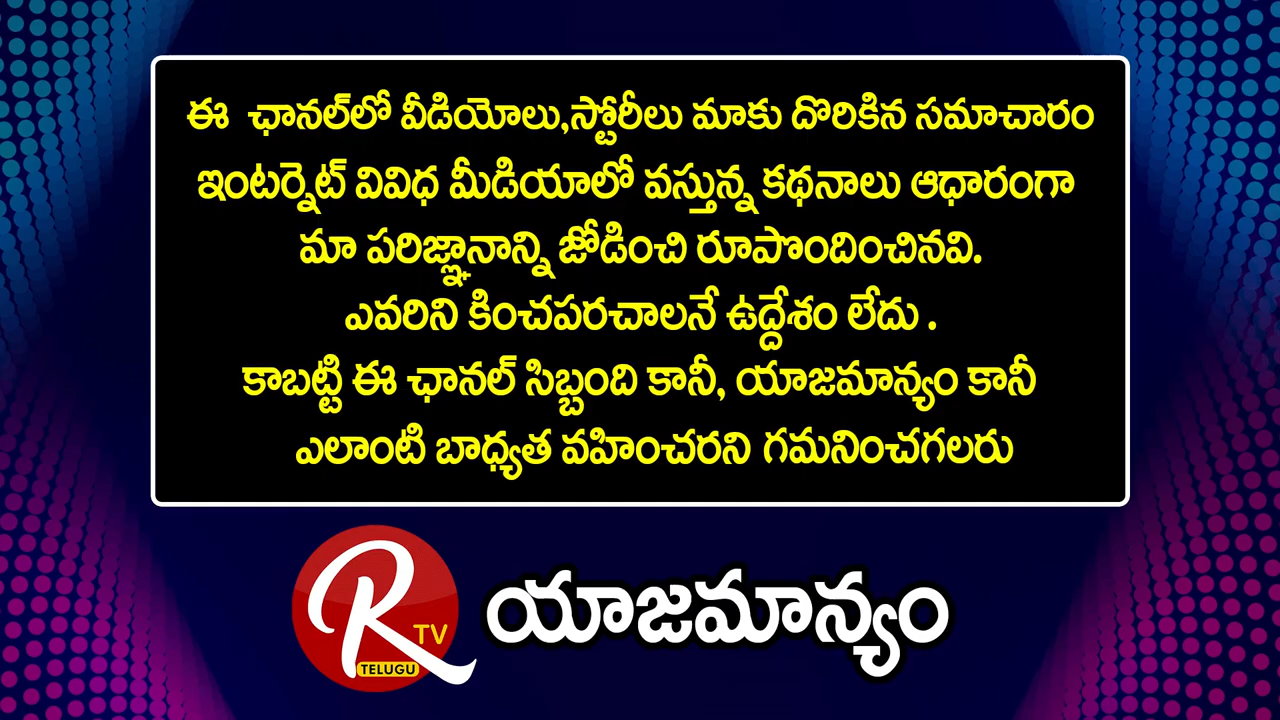 ఈ ఛానల్‌లో వీడియోలు,స్టోరీలు మాకు దొరికిన సమాచారం
ఇంటర్నెట్ వివిధ మీడియాలో వస్తున్న కథనాలు ఆధారంగా
మా పరిజ్ఞానాన్ని జోడించి రూపొందించినవి.
ఎవరిని కించపరచాలనే ఉద్దేశం లేదు .
కాబట్టి ఈ ఛానల్ సిబ్బంది కానీ, యాజమాన్యం కానీ
ఎలాంటి బాధ్యత వహించరని గమనించగలరు
R TV
TELUGU
యాజమాన్యం